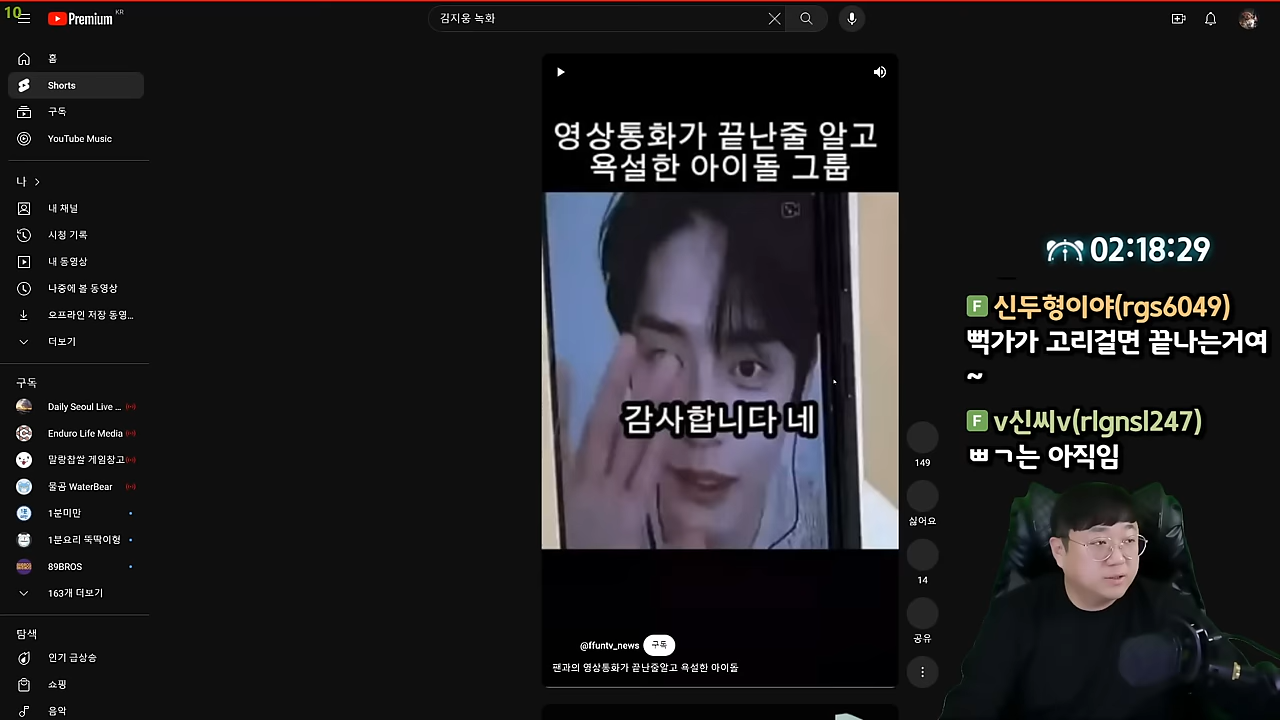 10
Premium KR
김지웅 녹화
홈
Shorts
구독
YouTube Music
나
내 채널
시청 기록
내 동영상
나중에 볼 동영상
오프라인 저장 동영...
더보기
구독
Daily Seoul Live ...
Enduro Life Media
말랑찹쌀 게임창고
물곰 WaterBear
1분미만
1분요리 뚝딱이형
89BROS
163개 더보기
탐색
인기 급상승
쇼핑
음악
영상통화가 끝난줄 알고
욕설한 아이돌 그룹
감사합니다 네
@ffuntv_news 구독
팬과의 영상통화가 끝난줄알고 욕설한 아이돌
149
싫어요
14
공유
02:18:29
F 신두형이야(rgs6049)
뻑가가 고리걸면 끝나는거여
~
F v신씨v(rlgnsl247)
ㅃㄱ는 아직임